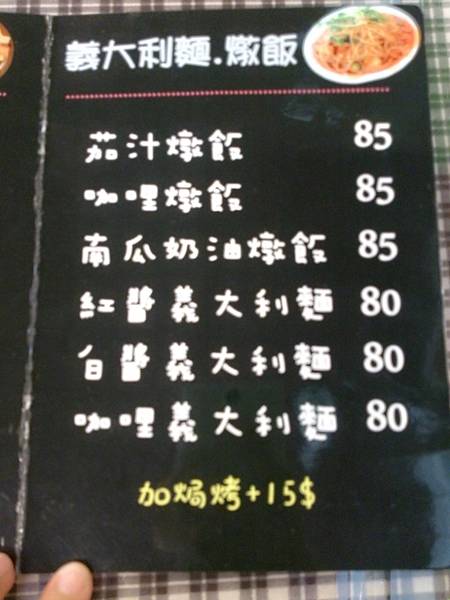 義大利麵.燉飯
茄汁燉飯 85
咖哩燉飯 85
南瓜奶油燉飯 85
紅醬義大利麵 80
白醬義大利麵 80
咖哩義大利麵 80
加焗烤+15$